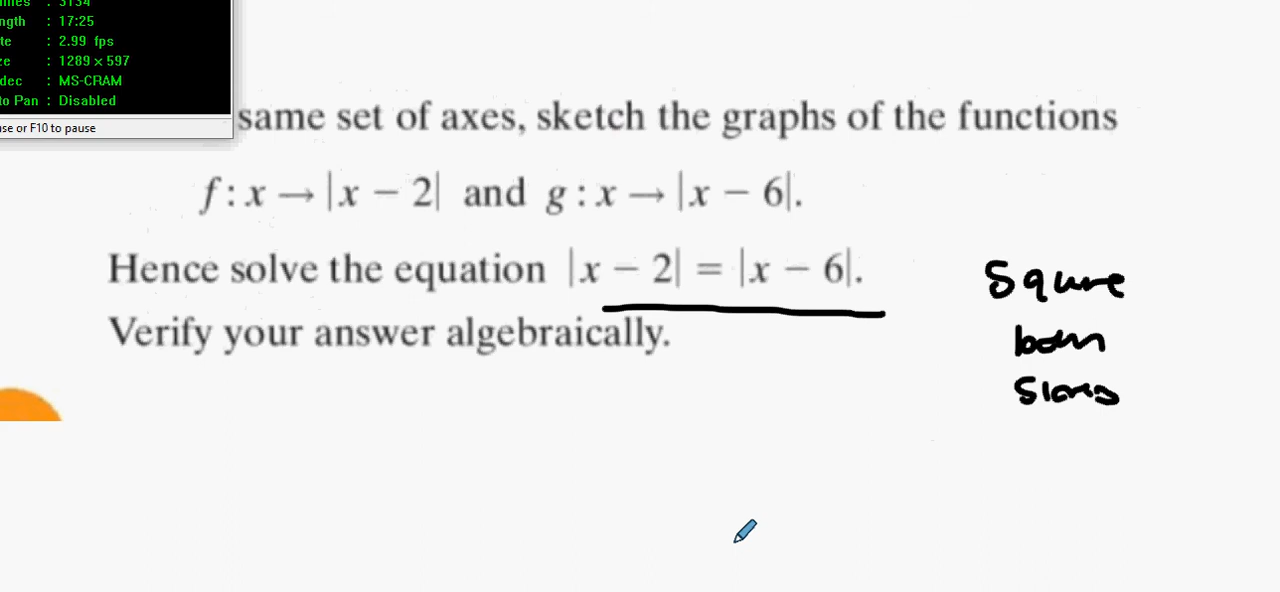 : 3134
ngth : 17:25
te : 2.99 fps
ze : 1289 x 597
dec : MS-CRAM
to Pan : Disabled
use or F10 to pause
same set of axes, sketch the graphs of the functions
f : x → |x − 2| and g : x → |x − 6|.
Hence solve the equation |x − 2| = |x − 6|.
Verify your answer algebraically.
Square
both